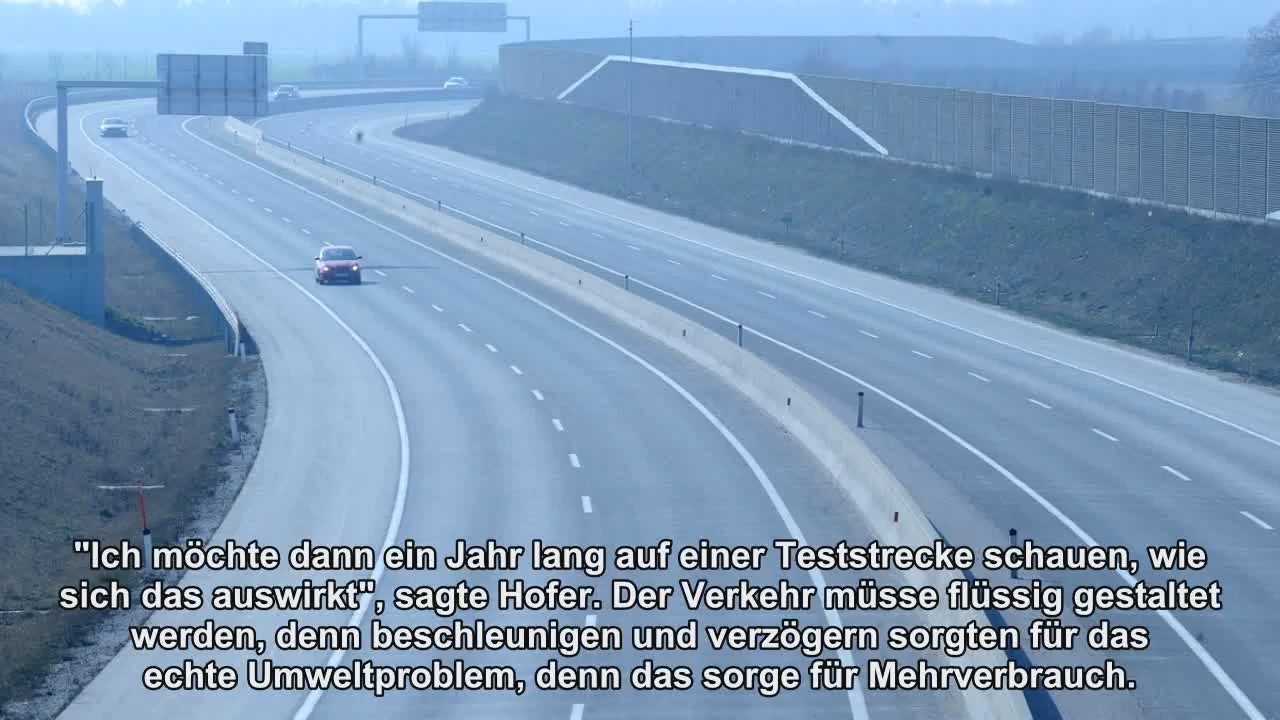 "Ich möchte dann ein Jahr lang auf einer Teststrecke schauen, wie
sich das auswirkt", sagte Hofer. Der Verkehr müsse flüssig gestaltet
werden, denn beschleunigen und verzögern sorgten für das
echte Umweltproblem, denn das sorge für Mehrverbrauch.